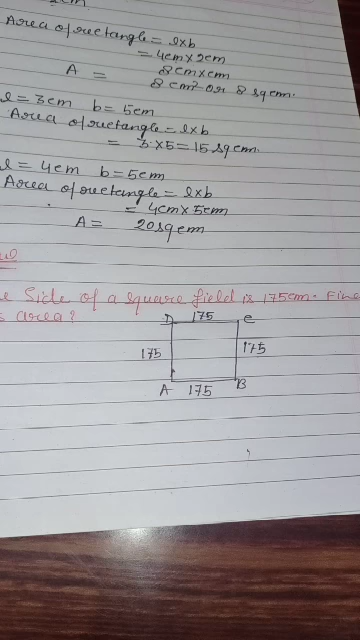 Area of rectangle = l x b
= 4cm x 2cm
A = 8cm x cm
8 cm² or 8 sq cm.
l = 3cm b = 5cm
Area of rectangle = l x b
= 3 x 5 = 15 sq cm.
l = 4cm b = 5cm
Area of rectangle = l x b
= 4cm x 5cm
A = 20 sq cm
Side of a square field is 175cm. Find
area?
D 175 C
175 175
A 175 B